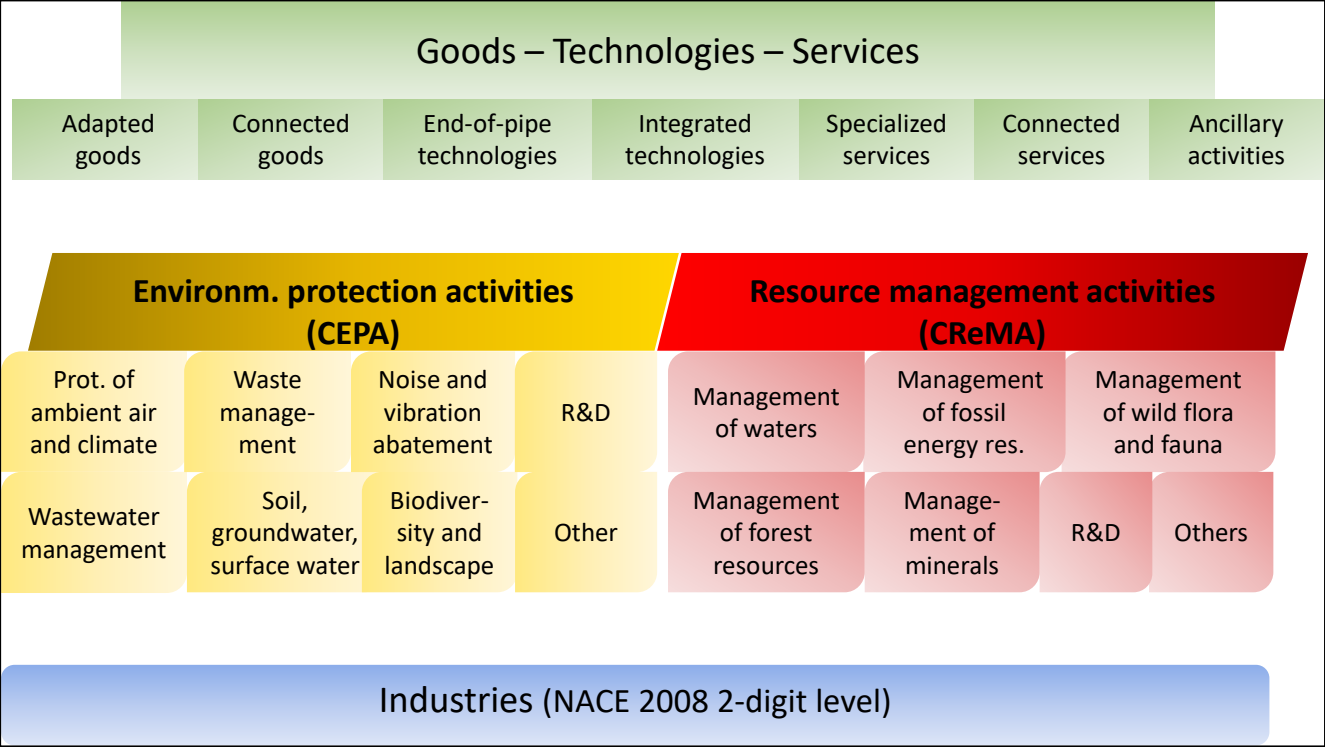 Goods – Technologies – Services
Adapted
goods
Connected
goods
End-of-pipe
technologies
Integrated
technologies
Specialized
services
Connected
services
Ancillary
activities
Environm. protection activities
(CEPA)
Resource management activities
(CReMA)
Prot. of
ambient air
and climate
Waste
manage-
ment
Noise and
vibration
abatement
R&D
Management
of waters
Management
of fossil
energy res.
Management
of wild flora
and fauna
Wastewater
management
Soil,
groundwater,
surface water
Biodiver-
sity and
landscape
Other
Management
of forest
resources
Manage-
ment of
minerals
R&D
Others
Industries (NACE 2008 2-digit level)